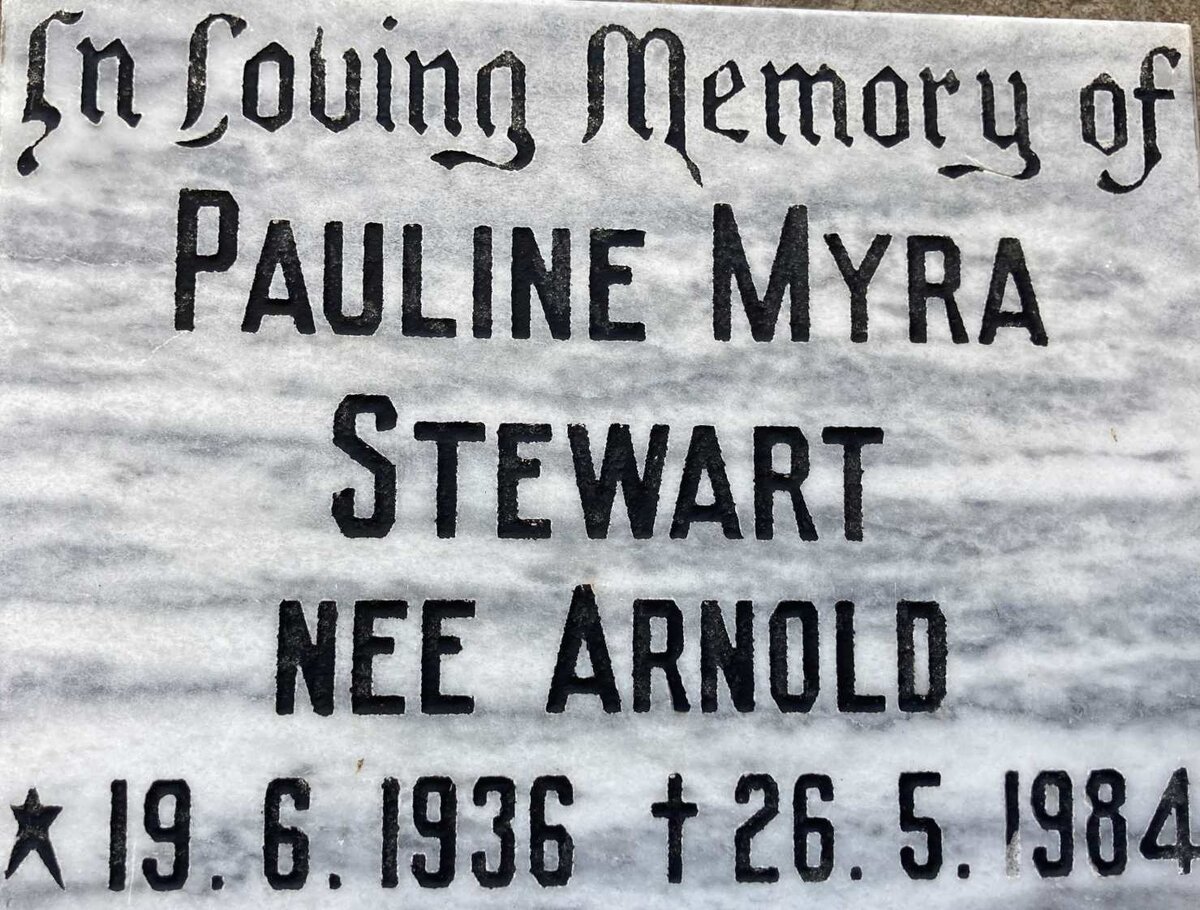 In Loving Memory of
PAULINE MYRA
STEWART
NEE ARNOLD
★ 19.6.1936 ✝ 26.5.1984